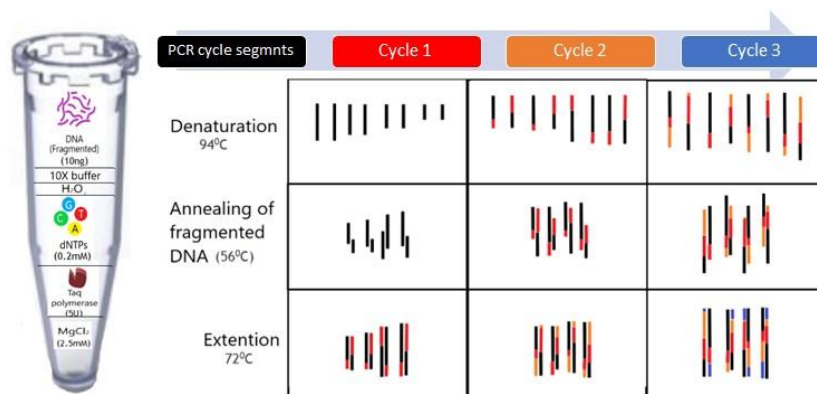 PCR cycle segmnts
Cycle 1
Cycle 2
Cycle 3
DNA
(Fragmented)
(10ng)
10X buffer
H₂O
G
C
T
A
dNTPs
(0.2mM)
Taq
polymerase
(5U)
MgCl₂
(2.5mM)
Denaturation
94⁰C
Annealing of
fragmented
DNA (56⁰C)
Extention
72⁰C